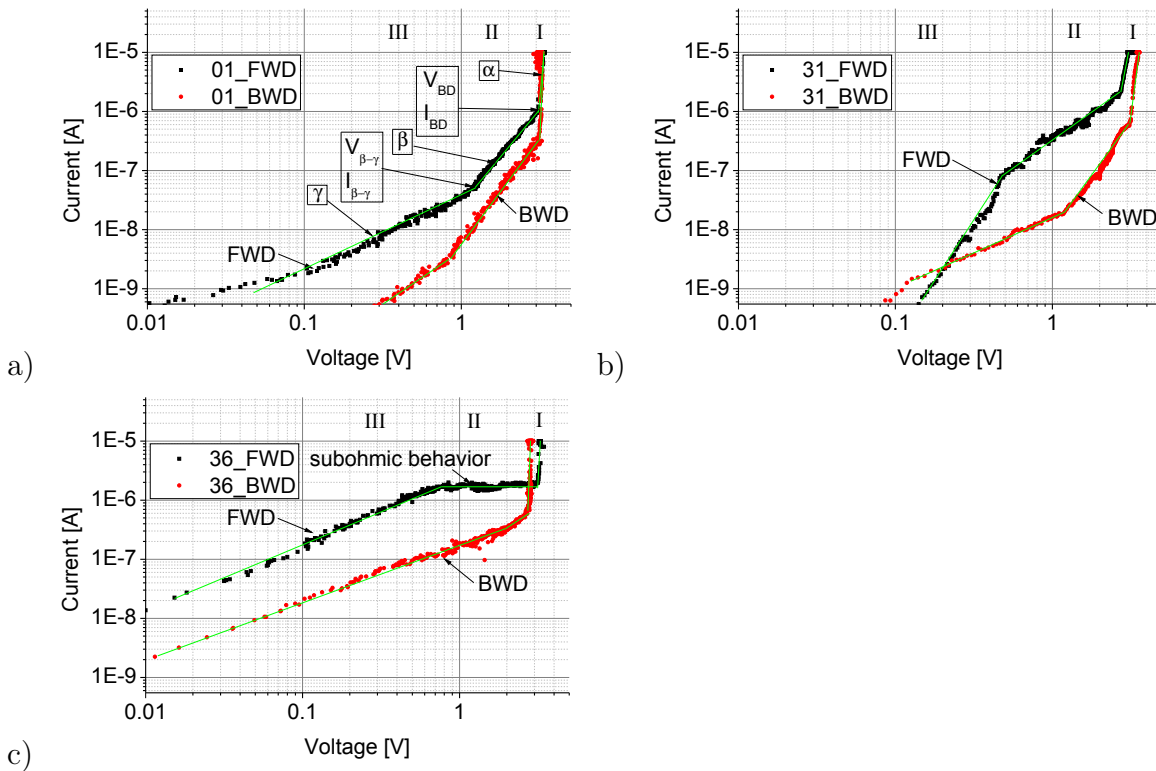 III II I
1E-5
1E-6
1E-7
1E-8
1E-9
Current [A]
01_FWD
01_BWD
α
V_BD
I_BD
β
V_β−γ
I_β−γ
γ
FWD
BWD
0.01 0.1 1
Voltage [V]
a)
III II I
1E-5
1E-6
1E-7
1E-8
1E-9
Current [A]
31_FWD
31_BWD
FWD
BWD
0.01 0.1 1
Voltage [V]
b)
III II I
1E-5
1E-6
1E-7
1E-8
1E-9
Current [A]
36_FWD
36_BWD
subohmic behavior
FWD
BWD
0.01 0.1 1
Voltage [V]
c)